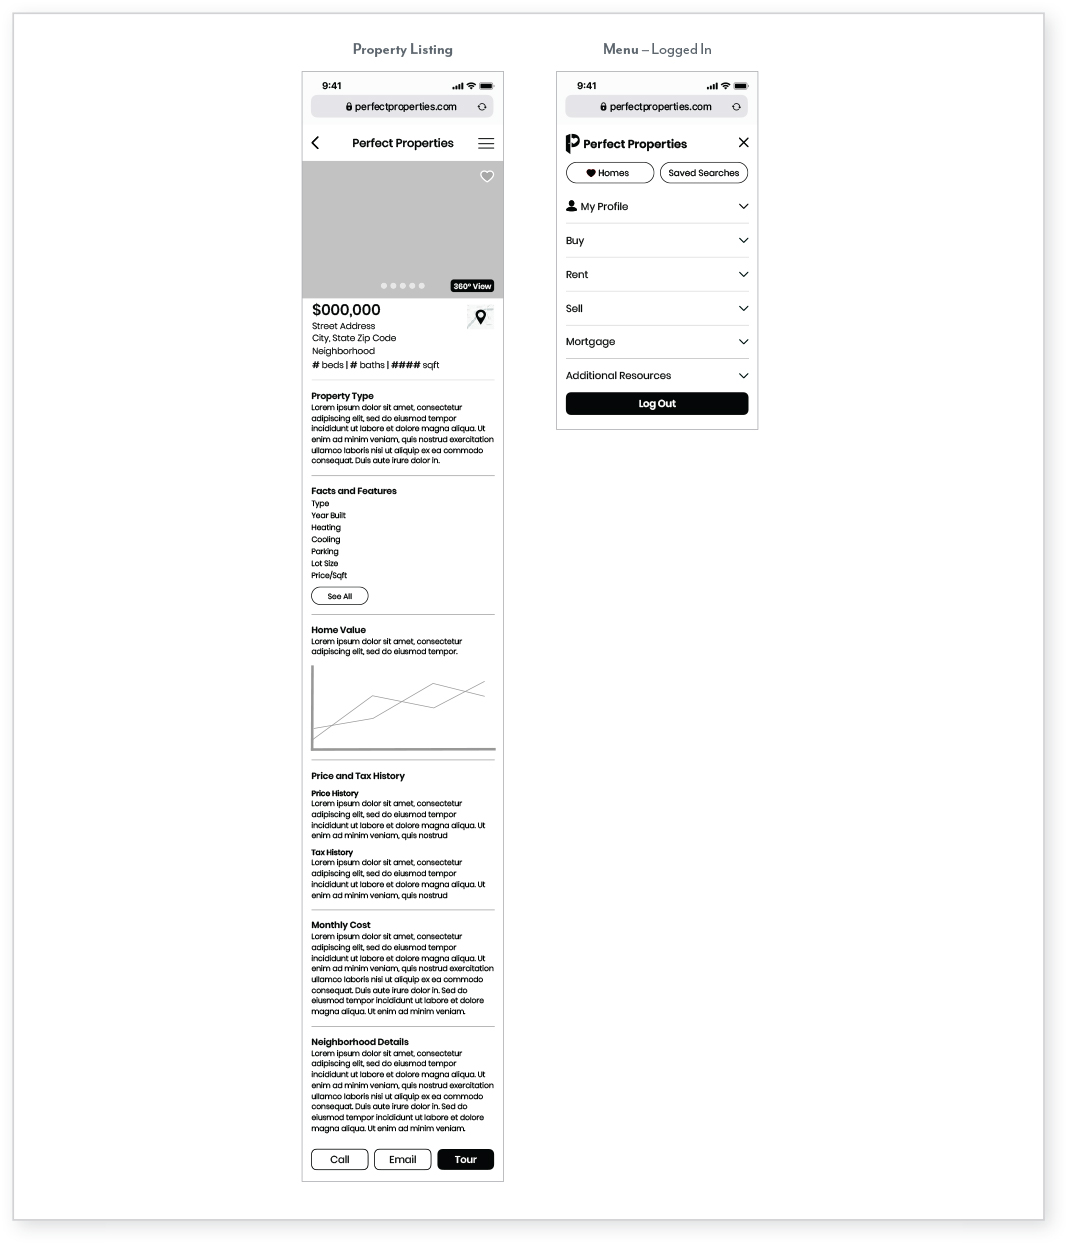 Property Listing
9:41
perfectproperties.com
Perfect Properties
360° View
$000,000
Street Address
City, State Zip Code
Neighborhood
# beds | # baths | #### sqft
Property Type
Lorem ipsum dolor sit amet, consectetur
adipiscing elit, sed do eiusmod tempor
incididunt ut labore et dolore magna aliqua. Ut
enim ad minim veniam, quis nostrud exercitation
ullamco laboris nisi ut aliquip ex ea commodo
consequat. Duis aute irure dolor in.
Facts and Features
Type
Year Built
Heating
Cooling
Parking
Lot Size
Price/Sqft
See All
Home Value
Lorem ipsum dolor sit amet, consectetur
adipiscing elit, sed do eiusmod tempor.
Price and Tax History
Price History
Lorem ipsum dolor sit amet, consectetur
adipiscing elit, sed do eiusmod tempor
incididunt ut labore et dolore magna aliqua. Ut
enim ad minim veniam, quis nostrud
Tax History
Lorem ipsum dolor sit amet, consectetur
adipiscing elit, sed do eiusmod tempor
incididunt ut labore et dolore magna aliqua. Ut
enim ad minim veniam, quis nostrud
Monthly Cost
Lorem ipsum dolor sit amet, consectetur
adipiscing elit, sed do eiusmod tempor
incididunt ut labore et dolore magna aliqua. Ut
enim ad minim veniam, quis nostrud exercitation
ullamco laboris nisi ut aliquip ex ea commodo
consequat. Duis aute irure dolor in. Sed do
eiusmod tempor incididunt ut labore et dolore
magna aliqua. Ut enim ad minim veniam.
Neighborhood Details
Lorem ipsum dolor sit amet, consectetur
adipiscing elit, sed do eiusmod tempor
incididunt ut labore et dolore magna aliqua. Ut
enim ad minim veniam, quis nostrud exercitation
ullamco laboris nisi ut aliquip ex ea commodo
consequat. Duis aute irure dolor in. Sed do
eiusmod tempor incididunt ut labore et dolore
magna aliqua. Ut enim ad minim veniam.
Call Email Tour
Menu – Logged In
9:41
perfectproperties.com
Perfect Properties
Homes Saved Searches
My Profile
Buy
Rent
Sell
Mortgage
Additional Resources
Log Out